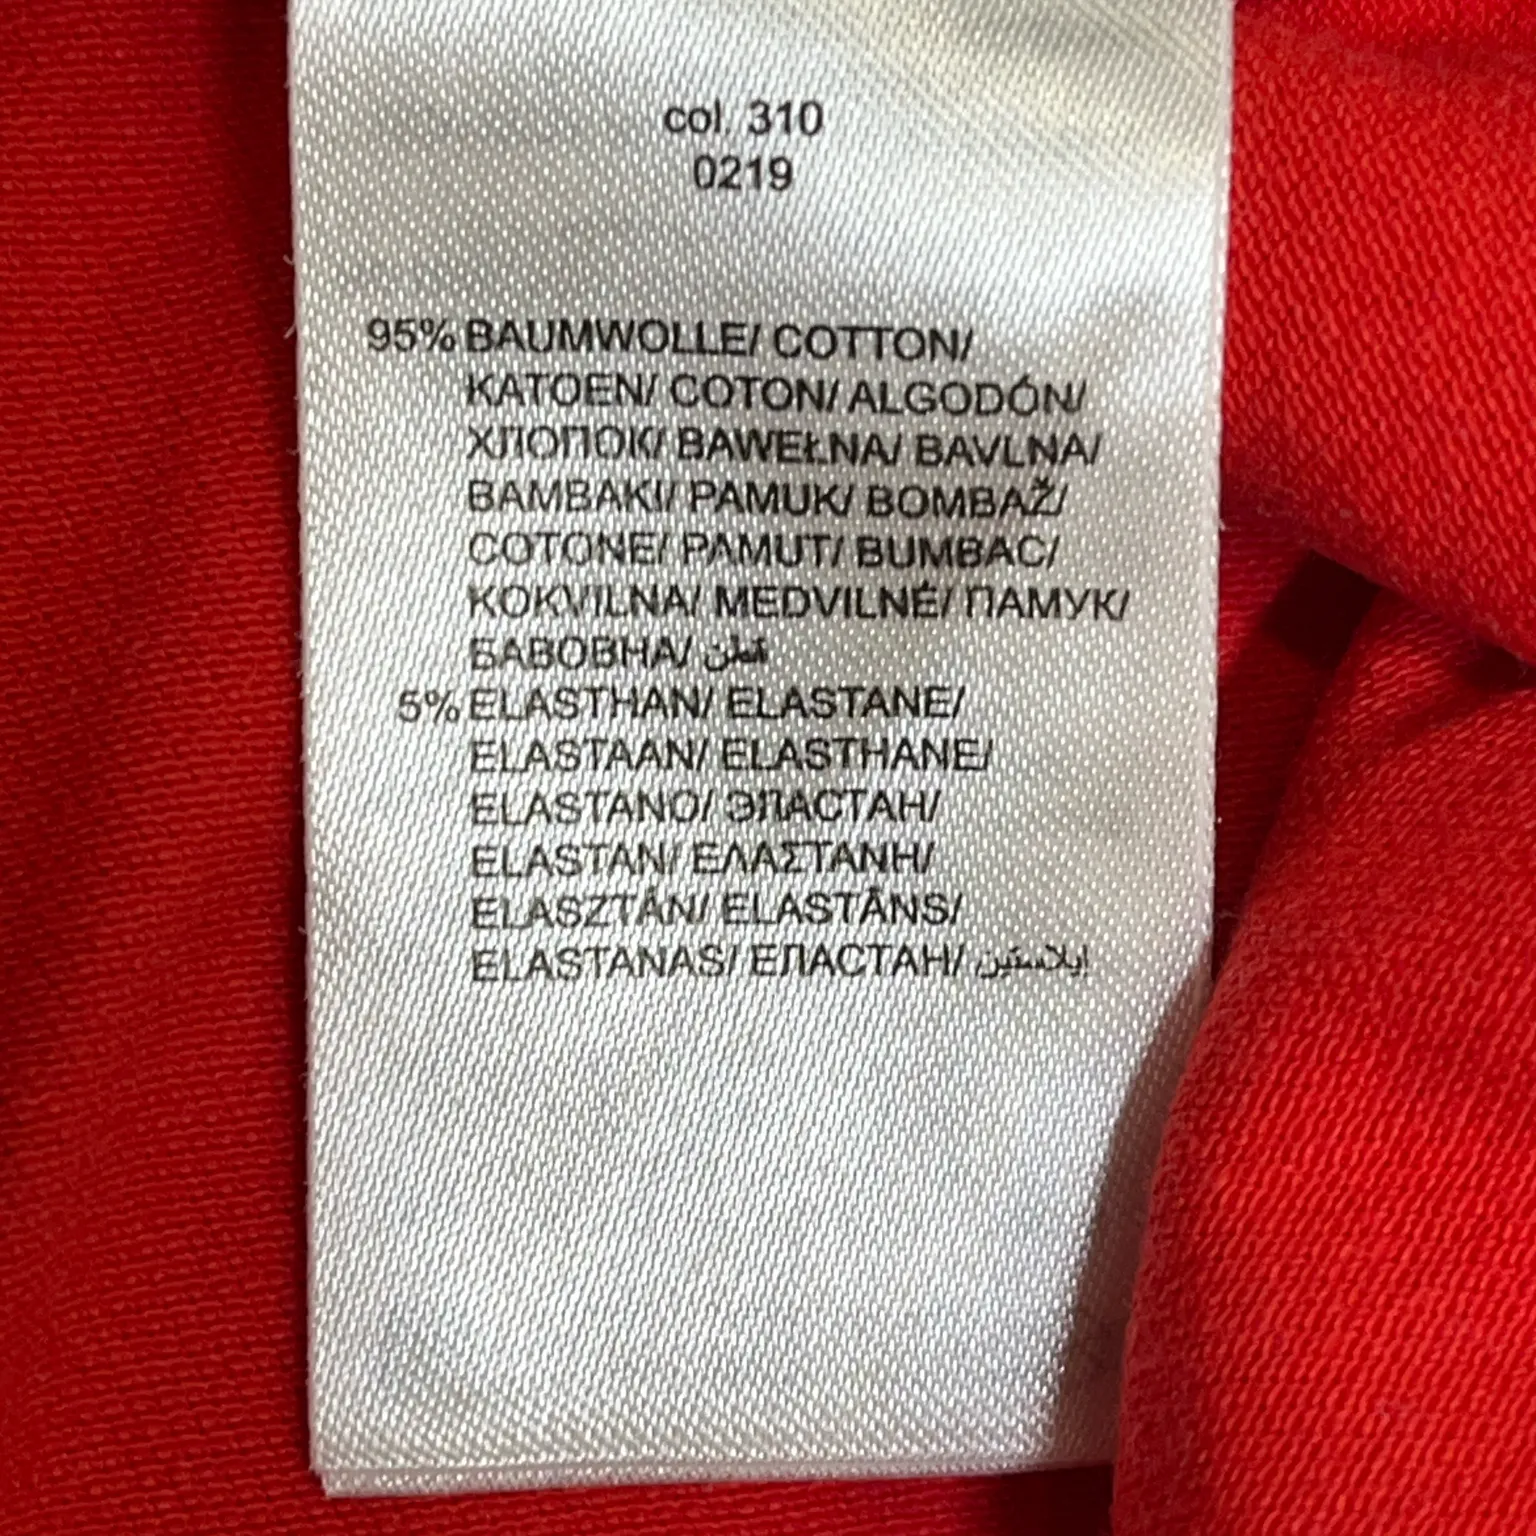 col. 310
0219
95% BAUMWOLLE/ COTTON/
KATOEN/ COTON/ ALGODÓN/
ХЛОПОК/ BAWEŁNA/ BAVLNA/
BAMBAKI/ PAMUK/ BOMBAŽ/
COTONE/ PAMUT/ BUMBAC/
KOKVILNA/ MEDVILNĖ/ ПАМУК/
БАВОВНА/ قطن
5% ELASTHAN/ ELASTANE/
ELASTAAN/ ELASTHANE/
ELASTANO/ ЭЛАСТАН/
ELASTAN/ ΕΛΑΣΤΑΝΗ/
ELASZTÁN/ ELASTĀNS/
ELASTANAS/ ЕЛАСТАН/ إيلاستين